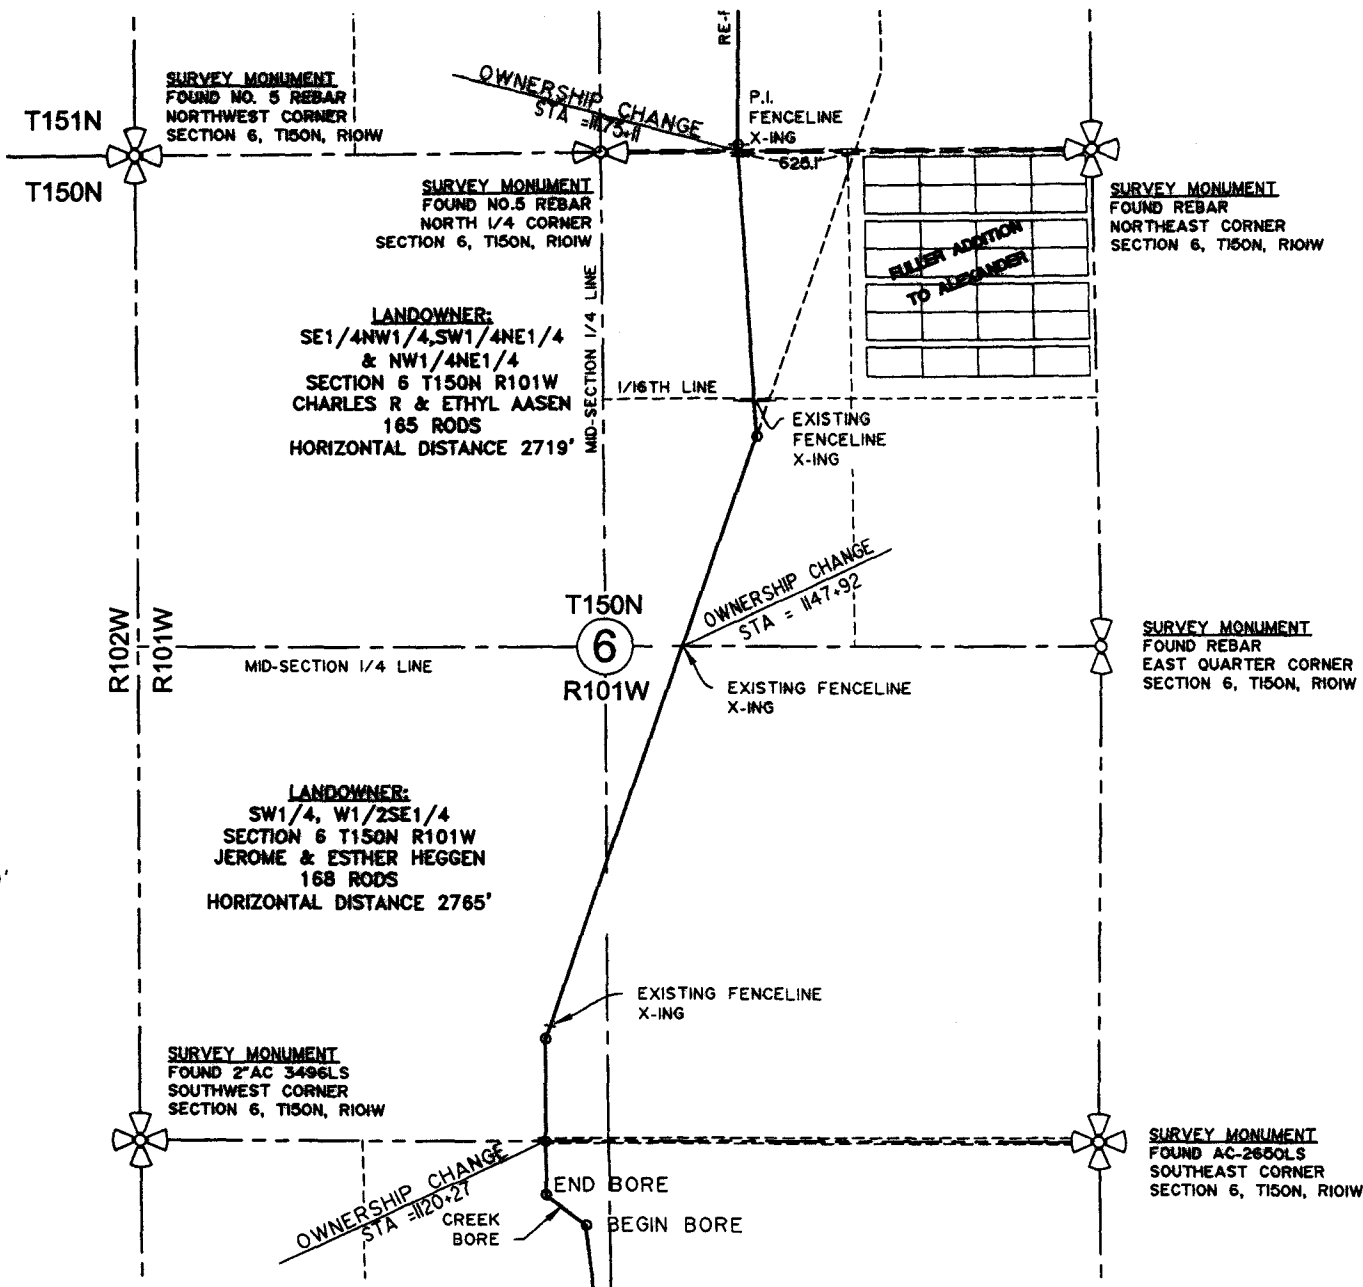 RE-
T151N
T150N
SURVEY MONUMENT
FOUND NO. 5 REBAR
NORTHWEST CORNER
SECTION 6, T150N, R101W
OWNERSHIP CHANGE
STA =1175+11
P.I.
FENCELINE
X-ING
625.1'
SURVEY MONUMENT
FOUND NO.5 REBAR
NORTH 1/4 CORNER
SECTION 6, T150N, R101W
SURVEY MONUMENT
FOUND REBAR
NORTHEAST CORNER
SECTION 6, T150N, R101W
FULLER ADDITION
TO ALEXANDER
LANDOWNER:
SE1/4NW1/4,SW1/4NE1/4
& NW1/4NE1/4
SECTION 6 T150N R101W
CHARLES R & ETHYL AASEN
165 RODS
HORIZONTAL DISTANCE 2719'
MID-SECTION 1/4 LINE
1/16TH LINE
EXISTING
FENCELINE
X-ING
OWNERSHIP CHANGE
STA = 1147+92
T150N
6
R101W
R102W
R101W
MID-SECTION 1/4 LINE
EXISTING FENCELINE
X-ING
SURVEY MONUMENT
FOUND REBAR
EAST QUARTER CORNER
SECTION 6, T150N, R101W
LANDOWNER:
SW1/4, W1/2SE1/4
SECTION 6 T150N R101W
JEROME & ESTHER HEGGEN
168 RODS
HORIZONTAL DISTANCE 2765'
EXISTING FENCELINE
X-ING
SURVEY MONUMENT
FOUND 2"AC 3496LS
SOUTHWEST CORNER
SECTION 6, T150N, R101W
OWNERSHIP CHANGE
STA =1120+27
END BORE
CREEK
BORE
BEGIN BORE
SURVEY MONUMENT
FOUND AC-2650LS
SOUTHEAST CORNER
SECTION 6, T150N, R101W